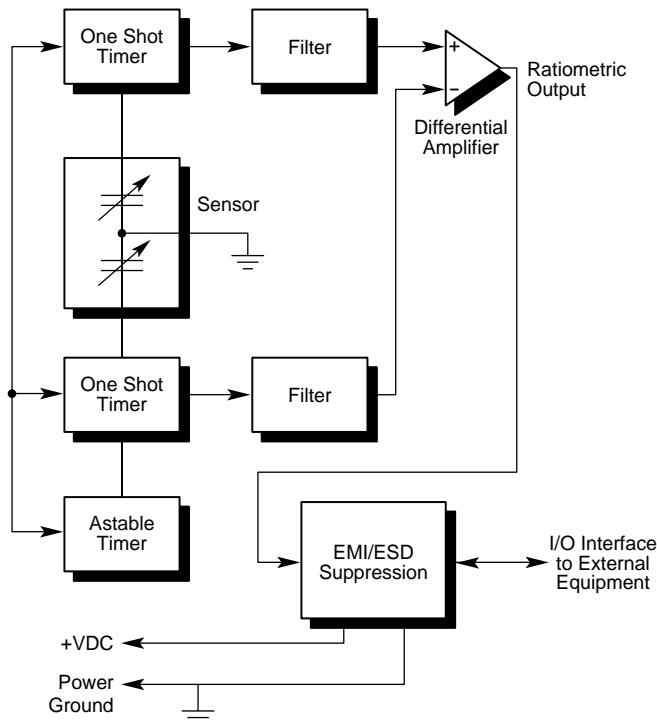 One Shot
Timer
Filter
+
−
Ratiometric
Output
Differential
Amplifier
Sensor
One Shot
Timer
Filter
Astable
Timer
EMI/ESD
Suppression
I/O Interface
to External
Equipment
+VDC
Power
Ground